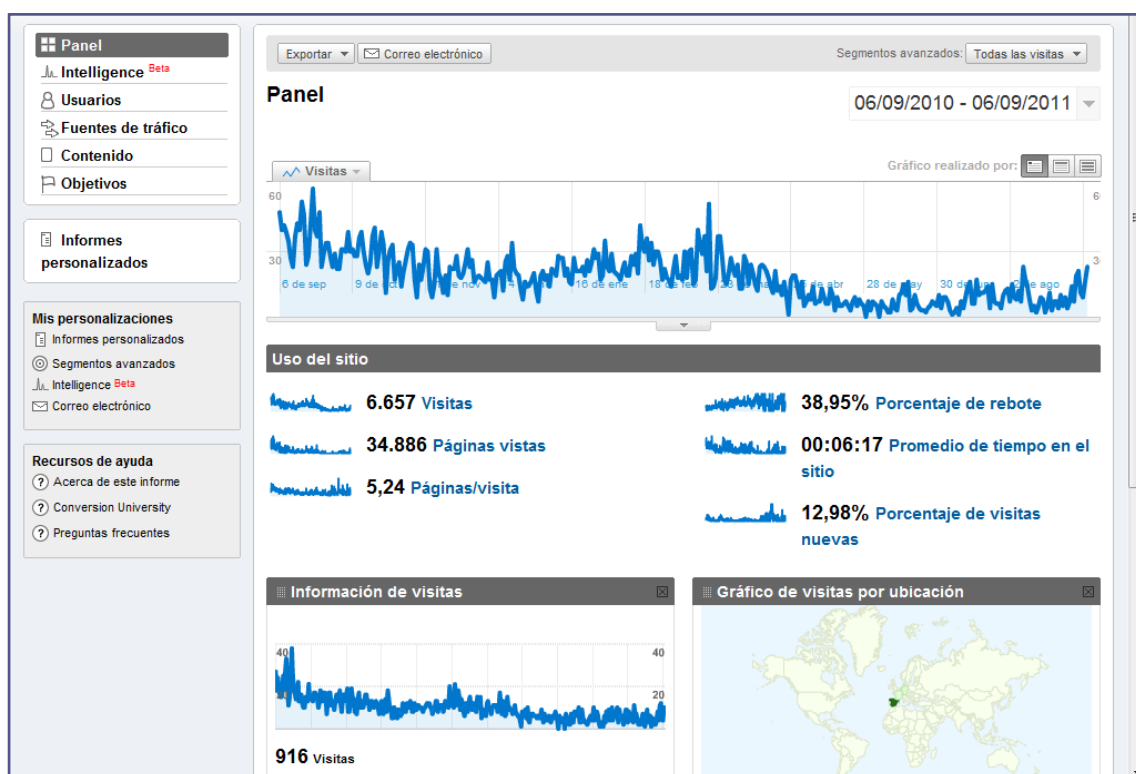 Panel
Intelligence Beta
Usuarios
Fuentes de tráfico
Contenido
Objetivos
Informes
personalizados
Mis personalizaciones
Informes personalizados
Segmentos avanzados
Intelligence Beta
Correo electrónico
Recursos de ayuda
Acerca de este informe
Conversion University
Preguntas frecuentes
Exportar
Correo electrónico
Segmentos avanzados: Todas las visitas
Panel
06/09/2010 - 06/09/2011
Visitas
Gráfico realizado por:
60 6
30 3
6 de sep 9 de 16 de ene 18 28 de 30 ago
Uso del sitio
6.657 Visitas
34.886 Páginas vistas
5,24 Páginas/visita
38,95% Porcentaje de rebote
00:06:17 Promedio de tiempo en el
sitio
12,98% Porcentaje de visitas
nuevas
Información de visitas
40 40
20
916 Visitas
Gráfico de visitas por ubicación